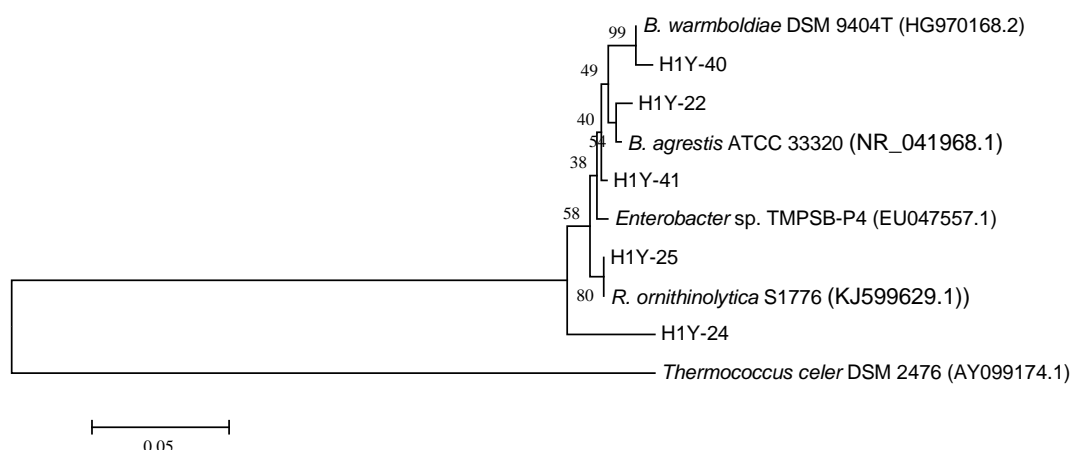 B. warmboldiae DSM 9404T (HG970168.2)
99
H1Y-40
49
H1Y-22
40
54
B. agrestis ATCC 33320 (NR_041968.1)
38
H1Y-41
58
Enterobacter sp. TMPSB-P4 (EU047557.1)
H1Y-25
80
R. ornithinolytica S1776 (KJ599629.1))
H1Y-24
Thermococcus celer DSM 2476 (AY099174.1)
0.05